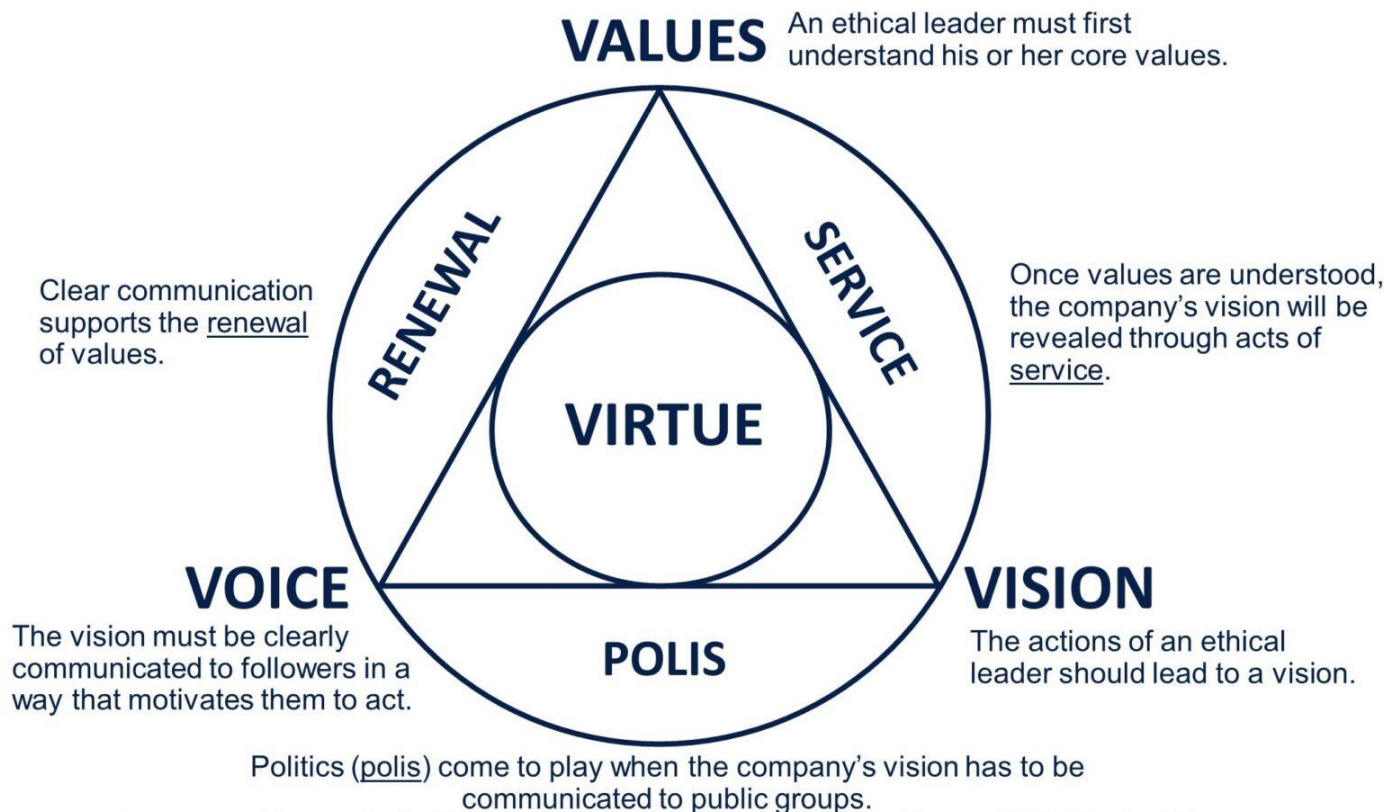 VALUES
An ethical leader must first
understand his or her core values.
RENEWAL
SERVICE
Clear communication
supports the renewal
of values.
Once values are understood,
the company's vision will be
revealed through acts of
service.
VIRTUE
VOICE
The vision must be clearly
communicated to followers in a
way that motivates them to act.
VISION
The actions of an ethical
leader should lead to a vision.
POLIS
Politics (polis) come to play when the company's vision has to be
communicated to public groups.